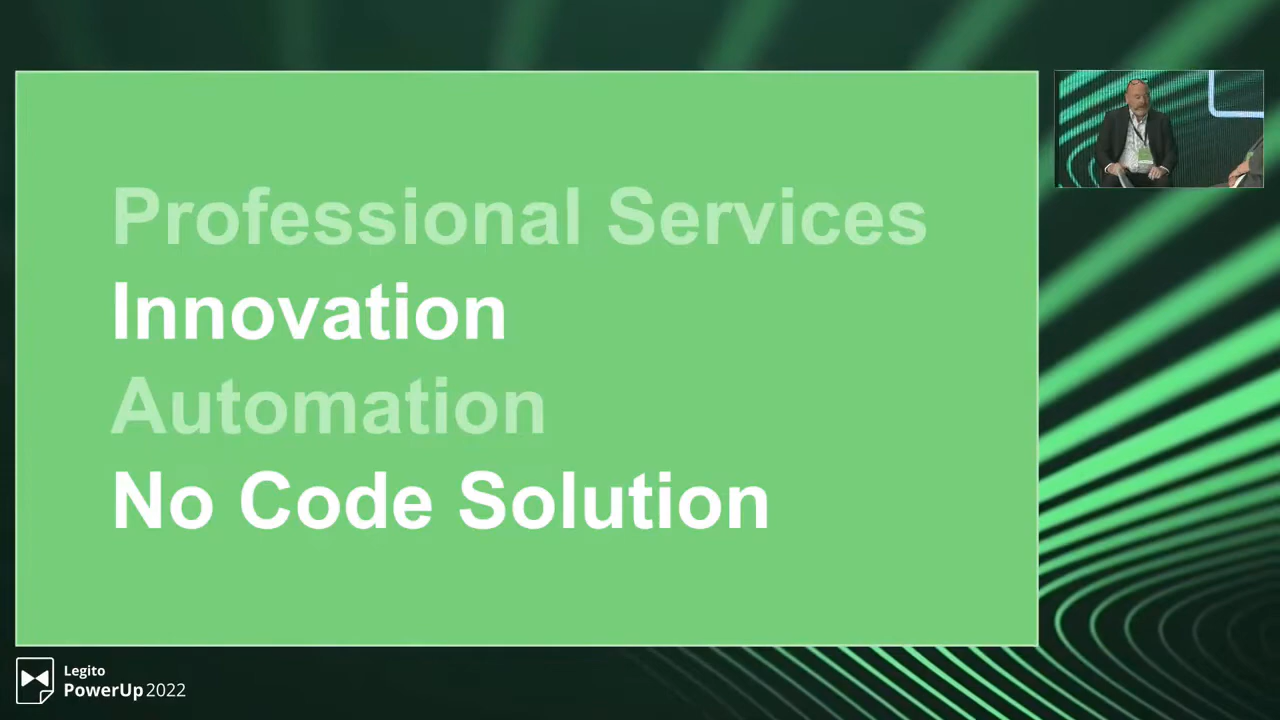 Professional Services
Innovation
Automation
No Code Solution
Legito
PowerUp 2022